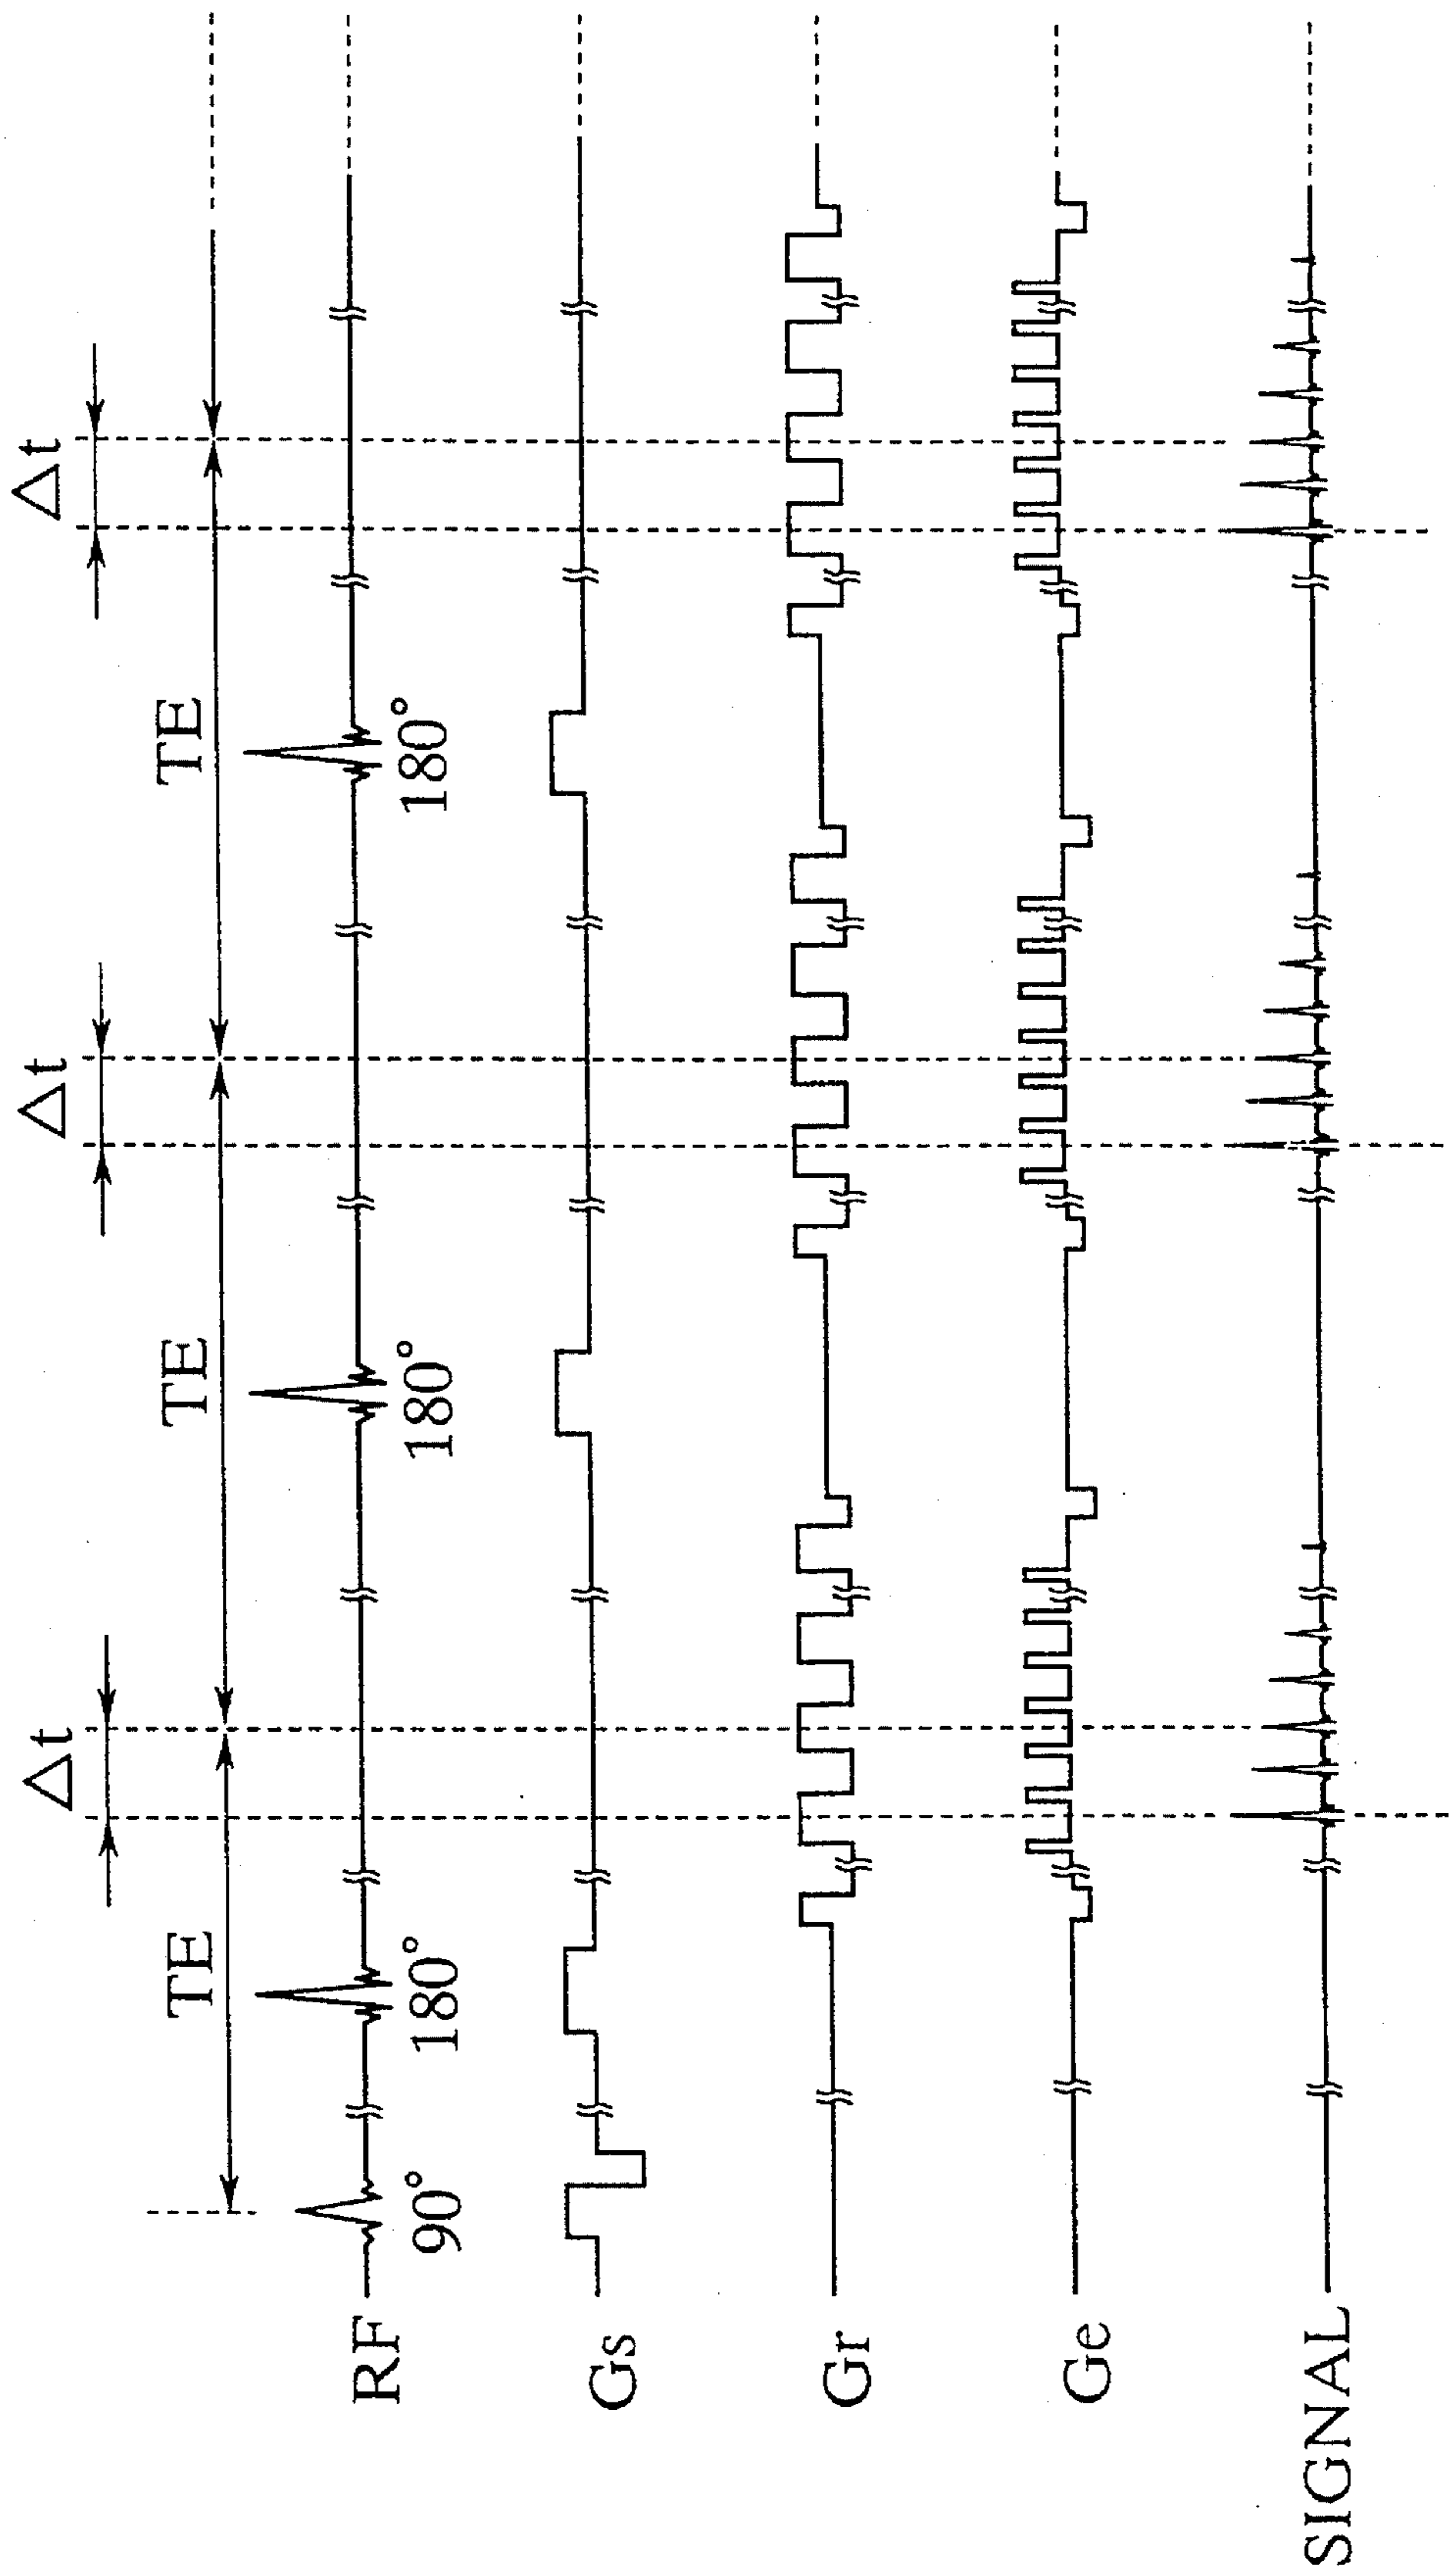 Δt Δt Δt
TE TE TE
RF
90° 180° 180° 180°
Gs
Gr
Ge
SIGNAL